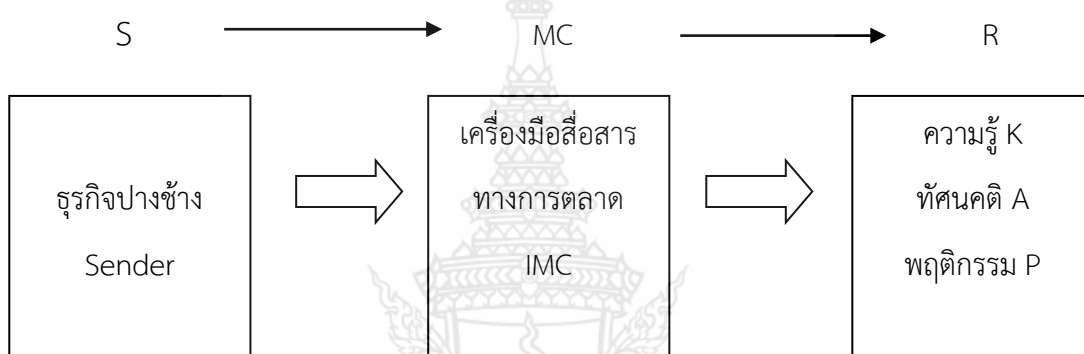 S MC R
ธุรกิจปางช้าง
Sender
เครื่องมือสื่อสาร
ทางการตลาด
IMC
ความรู้ K
ทัศนคติ A
พฤติกรรม P